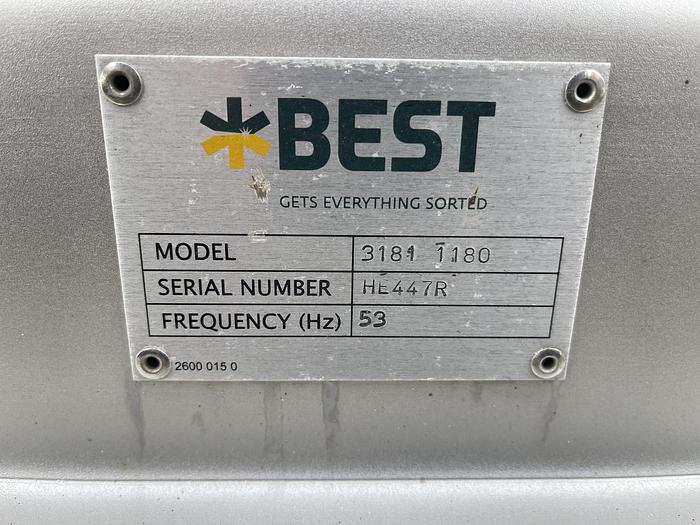 BEST
GETS EVERYTHING SORTED
MODEL 3181 1180
SERIAL NUMBER HE447R
FREQUENCY (Hz) 53
2600 015 0